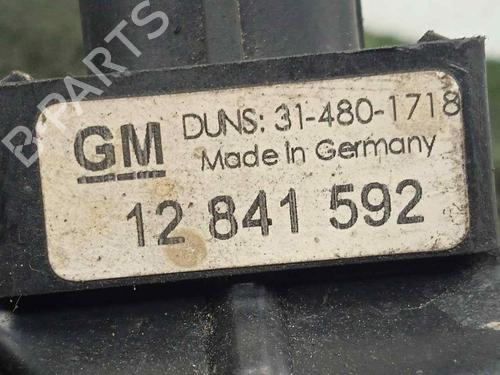 B-PARTS
GM
DUNS: 31-480-1718
Made In Germany
12 841 592